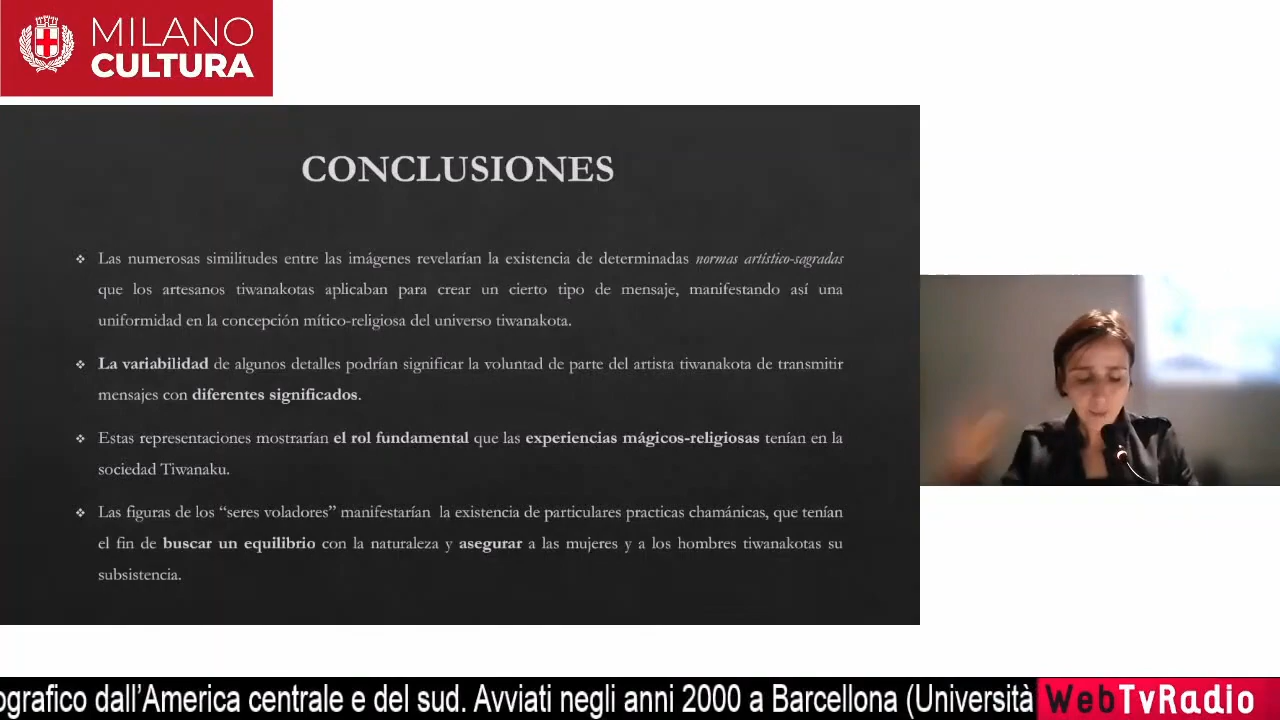 MILANO
CULTURA
CONCLUSIONES
❖ Las numerosas similitudes entre las imágenes revelarían la existencia de determinadas normas artístico-sagradas
que los artesanos tiwanakotas aplicaban para crear un cierto tipo de mensaje, manifestando así una
uniformidad en la concepción mítico-religiosa del universo tiwanakota.
❖ La variabilidad de algunos detalles podrían significar la voluntad de parte del artista tiwanakota de transmitir
mensajes con diferentes significados.
❖ Estas representaciones mostrarían el rol fundamental que las experiencias mágicos-religiosas tenían en la
sociedad Tiwanaku.
❖ Las figuras de los “seres voladores” manifestarían la existencia de particulares practicas chamánicas, que tenían
el fin de buscar un equilibrio con la naturaleza y asegurar a las mujeres y a los hombres tiwanakotas su
subsistencia.
ografico dall'America centrale e del sud. Avviati negli anni 2000 a Barcellona (Università
WebTvRadio